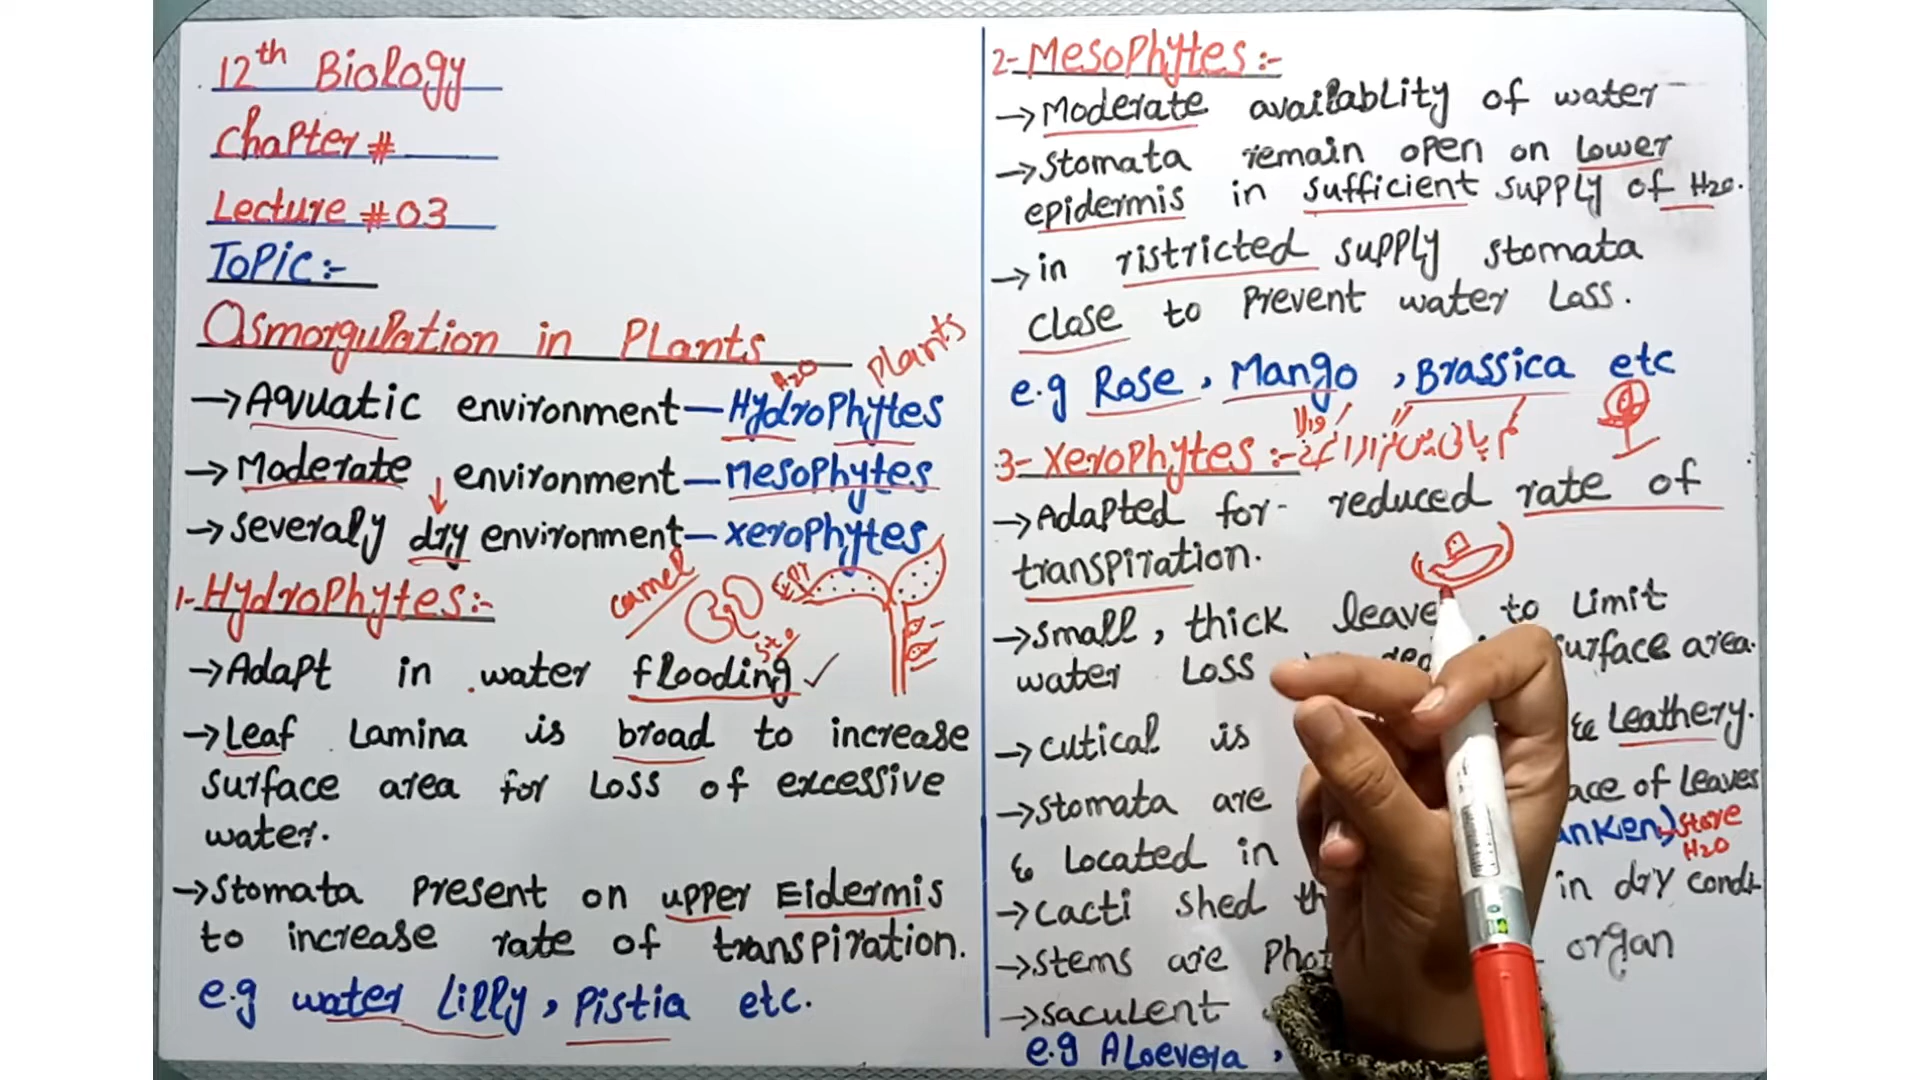 12th Biology
Chapter #
Lecture #03
Topic:-
Osmorgulation in Plants
H2O
Plants
→Aquatic environment—Hydrophytes
→Moderate environment—Mesophytes
→severaly dry environment—xerophytes
1-Hydrophytes:-
camel
→Adapt in water flooding ✓
→Leaf Lamina is broad to increase
surface area for Loss of excessive
water.
→stomata Present on upper Eidermis
to increase rate of transpiration.
e.g water Lilly, Pistia etc.
2-Mesophytes:-
→Moderate availablity of water
→stomata remain open on lower
epidermis in sufficient supply of H2O.
→in ristricted supply stomata
close to Prevent water Loss.
e.g Rose, Mango, Brassica etc
3-Xerophytes:-
→Adapted for reduced rate of
transpiration.
→small, thick leave to Limit
water Loss surface area.
→cutical is & Leathery.
→stomata are ace of leaves
& Located in anken) store
H2O
→cacti shed th in dry condi
→stems are Phot organ
→saculent
e.g ALoevera,